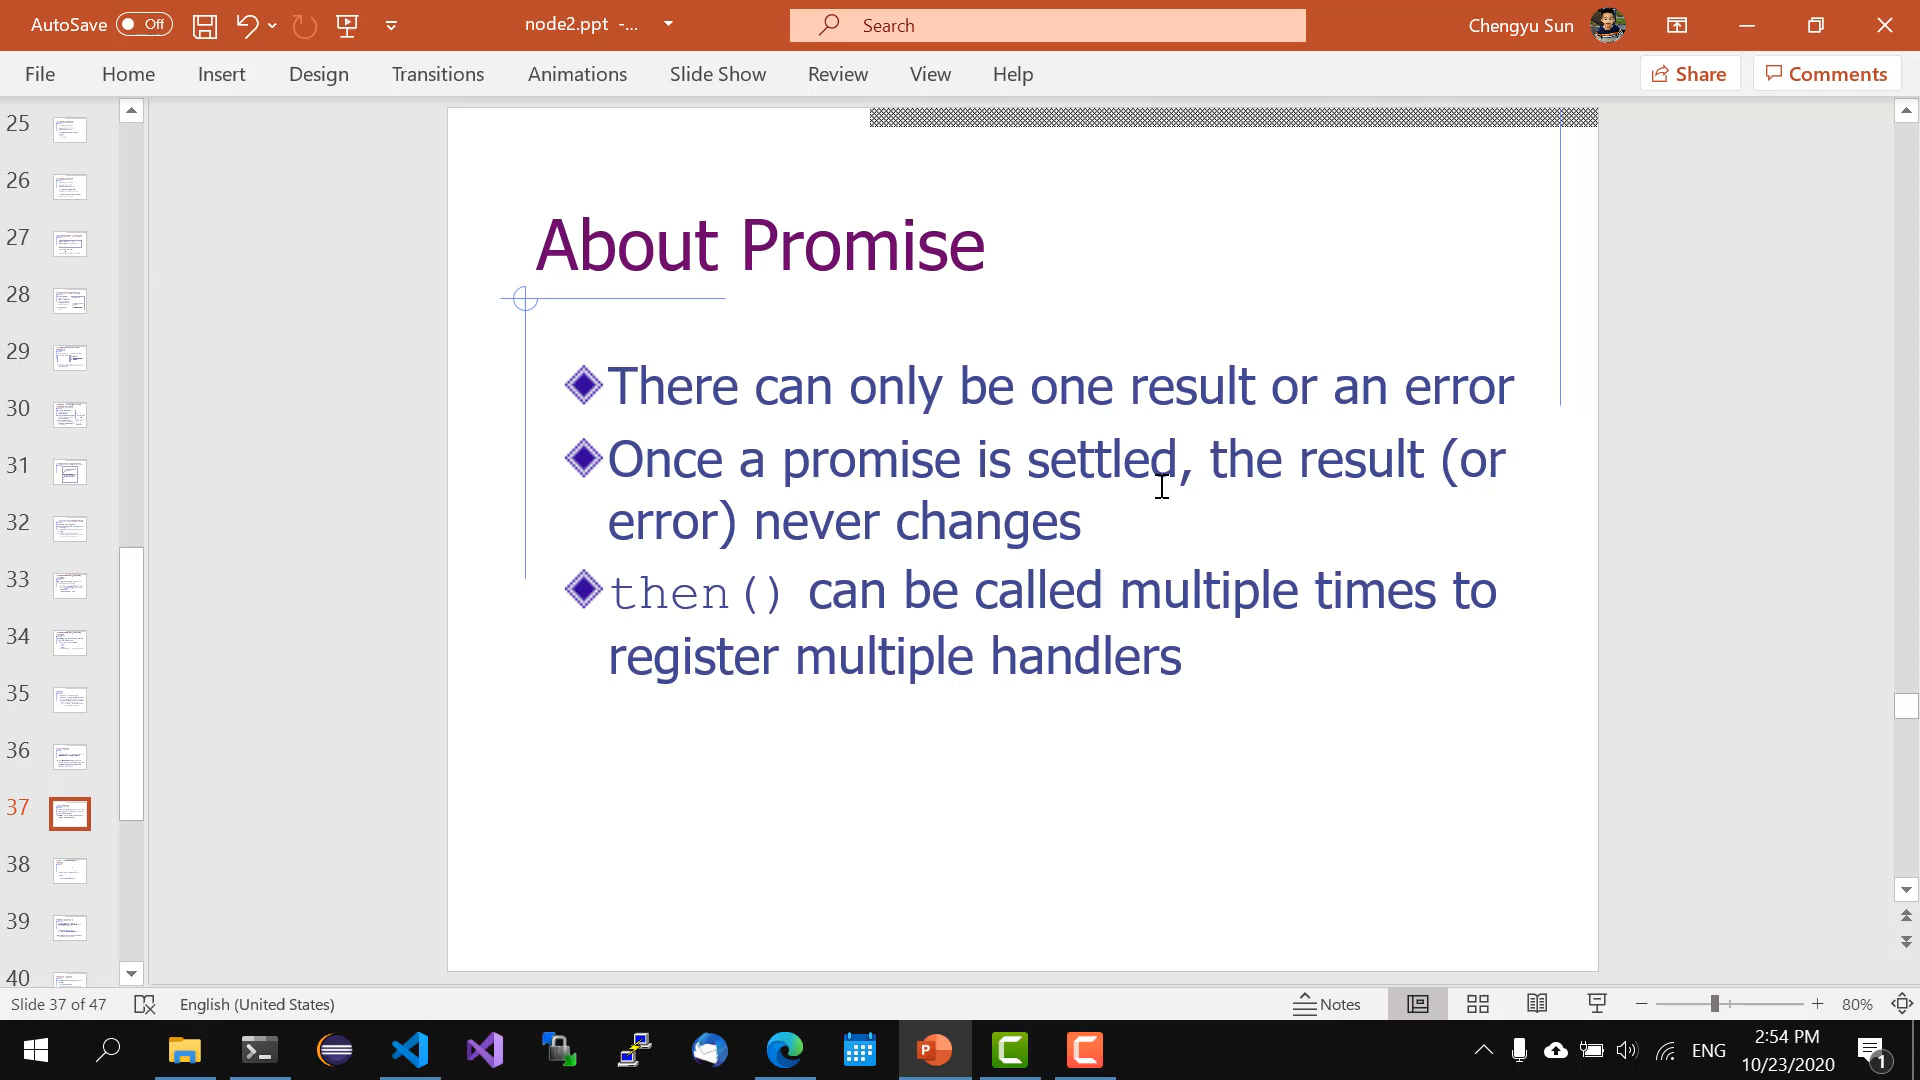 AutoSave Off node2.ppt -... Search Chengyu Sun
File Home Insert Design Transitions Animations Slide Show Review View Help Share Comments
25
26
27
28
29
30
31
32
33
34
35
36
37
38
39
40
About Promise
There can only be one result or an error
Once a promise is settled, the result (or
error) never changes
then() can be called multiple times to
register multiple handlers
Slide 37 of 47 English (United States) Notes 80%
ENG 2:54 PM
10/23/2020 1